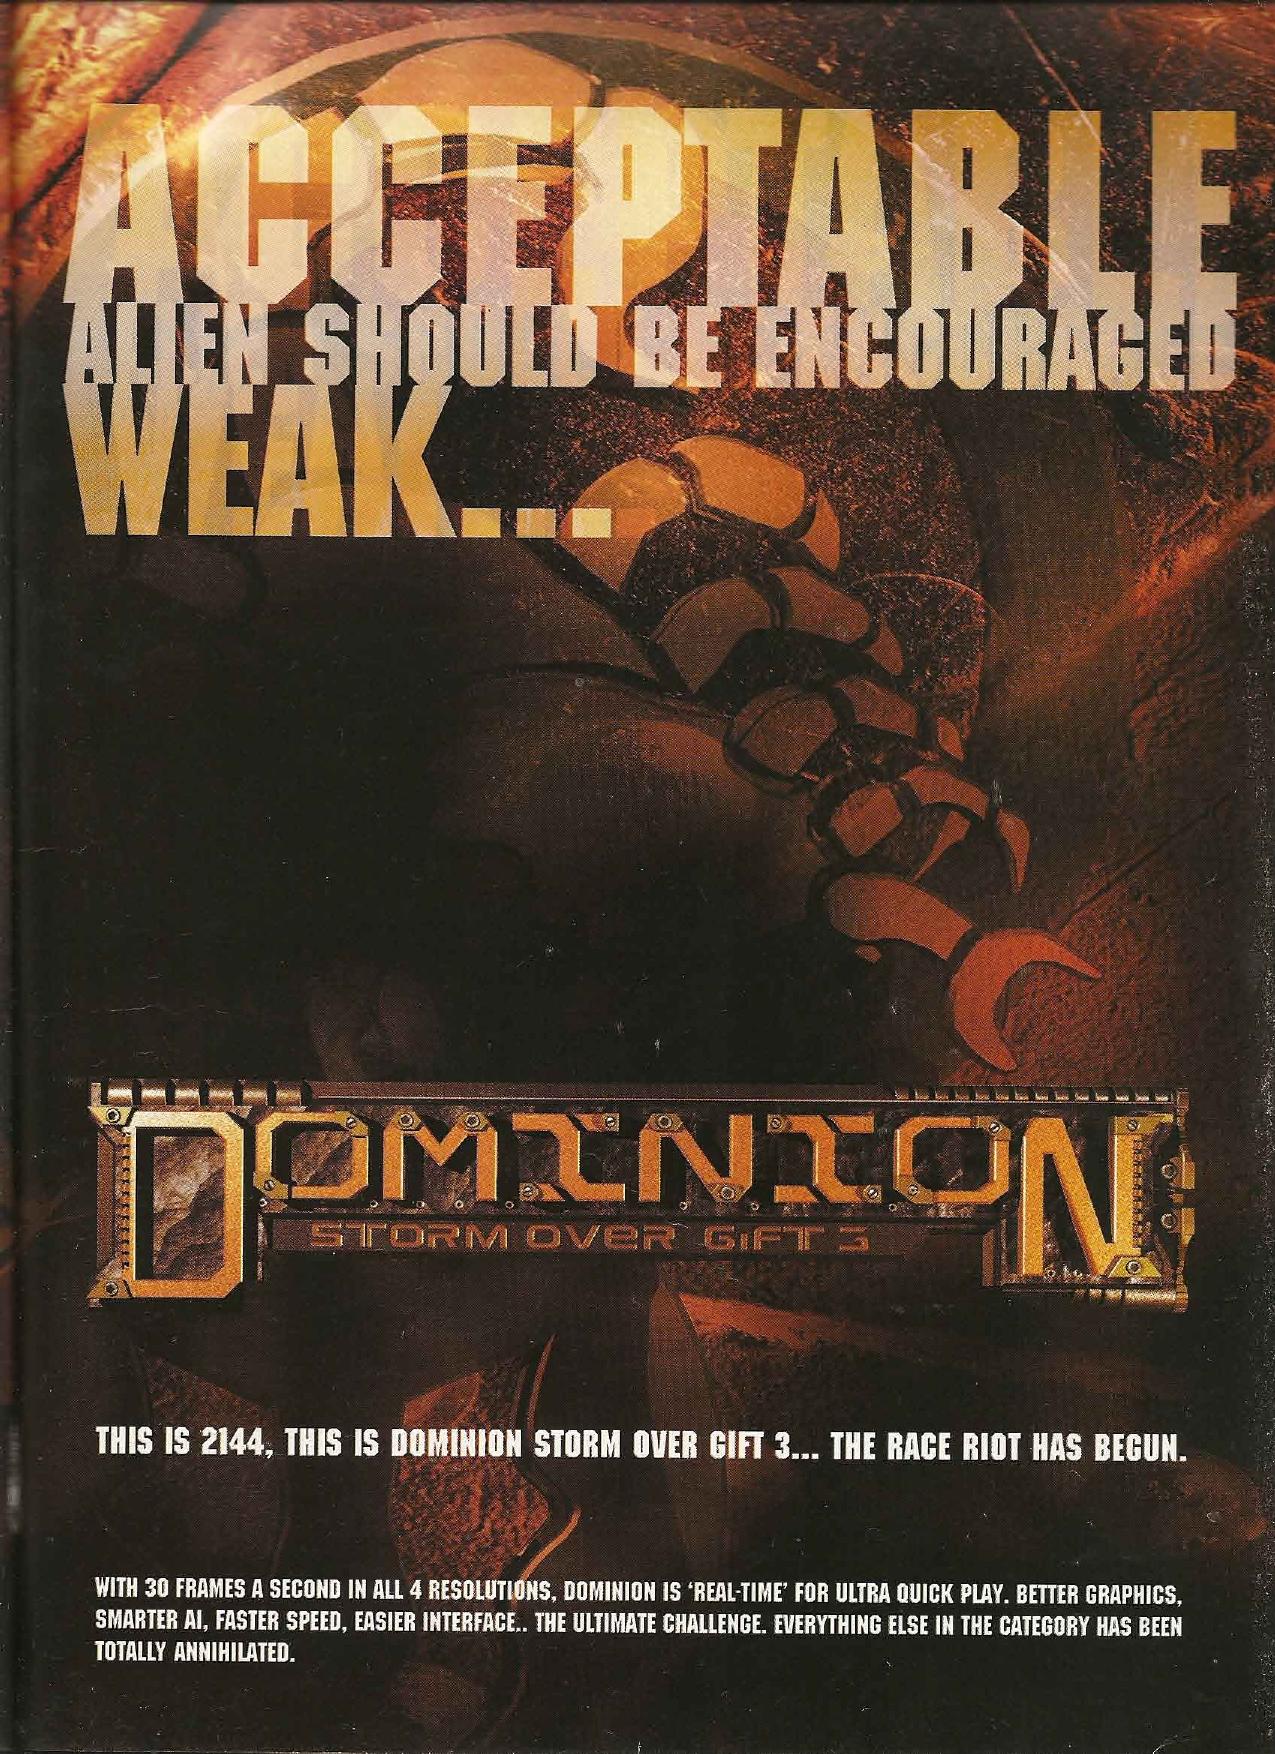 ACCEPTABLE
ALIEN SHOULD BE ENCOURAGED
WEAK...
DOMINION
STORM OVER GIFT 3
THIS IS 2144, THIS IS DOMINION STORM OVER GIFT 3... THE RACE RIOT HAS BEGUN.
WITH 30 FRAMES A SECOND IN ALL 4 RESOLUTIONS, DOMINION IS ‘REAL-TIME’ FOR ULTRA QUICK PLAY. BETTER GRAPHICS,
SMARTER AI, FASTER SPEED, EASIER INTERFACE.. THE ULTIMATE CHALLENGE. EVERYTHING ELSE IN THE CATEGORY HAS BEEN
TOTALLY ANNIHILATED.